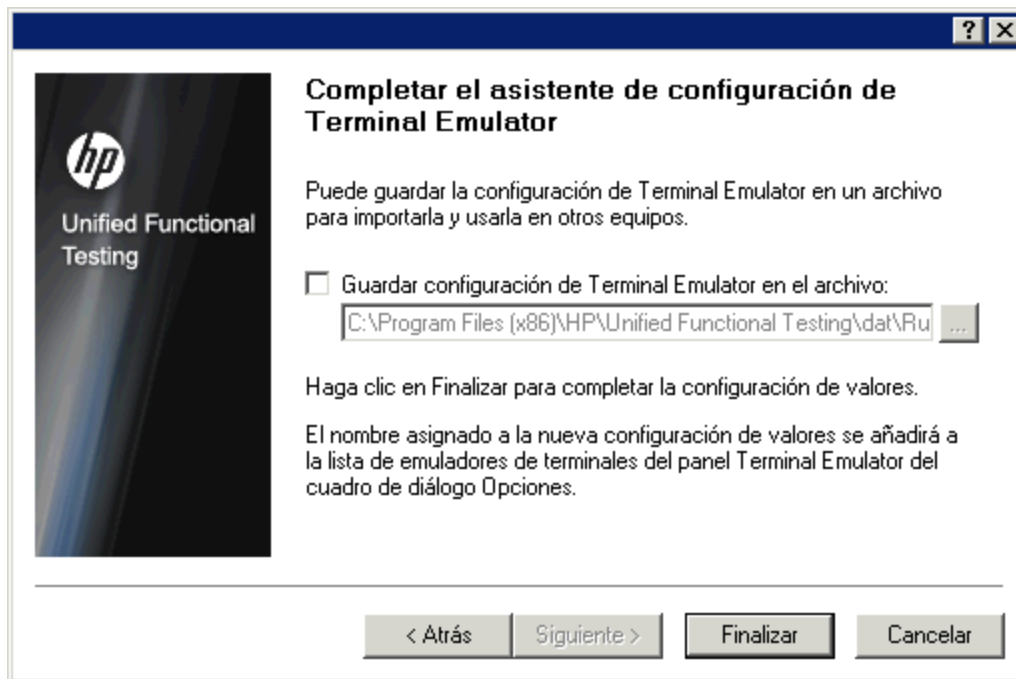 ?
hp
Unified Functional
Testing
Completar el asistente de configuración de
Terminal Emulator
Puede guardar la configuración de Terminal Emulator en un archivo
para importarla y usarla en otros equipos.
Guardar configuración de Terminal Emulator en el archivo:
C:\Program Files (x86)\HP\Unified Functional Testing\dat\Ru
...
Haga clic en Finalizar para completar la configuración de valores.
El nombre asignado a la nueva configuración de valores se añadirá a
la lista de emuladores de terminales del panel Terminal Emulator del
cuadro de diálogo Opciones.
< Atrás
Siguiente >
Finalizar
Cancelar